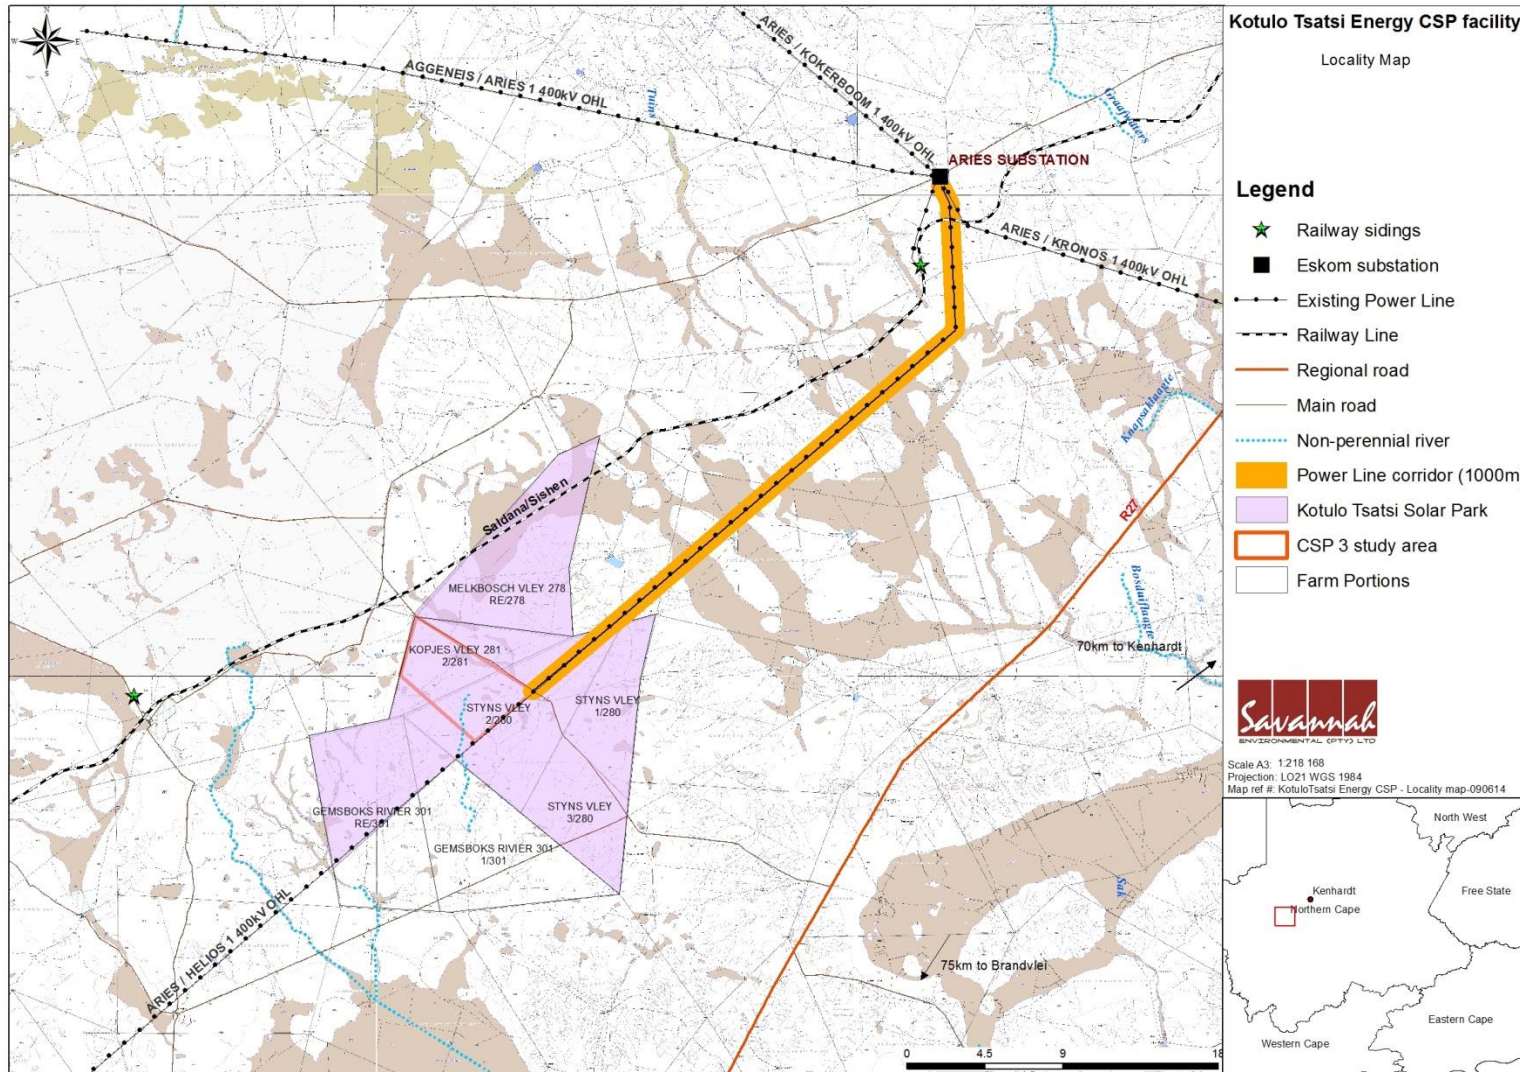 Kotulo Tsatsi Energy CSP facility
Locality Map
N
W
E
S
AGGENEIS / ARIES 1 400kV OHL
ARIES / KOKERBOOM 1 400kV OHL
Tuins
Graafwaters
ARIES SUBSTATION
ARIES / KRONOS 1 400kV OHL
Knapsaklaagte
R27
Saldana/Sishen
MELKBOSCH VLEY 278
RE/278
Bosduiflaagte
70km to Kenhardt
KOPJES VLEY 281
2/281
STYNS VLEY
2/280
STYNS VLEY
1/280
STYNS VLEY
3/280
GEMSBOKS RIVIER 301
RE/301
GEMSBOKS RIVIER 301
1/301
Sak
ARIES / HELIOS 1 400kV OHL
75km to Brandvlei
0 4.5 9 18
Legend
Railway sidings
Eskom substation
Existing Power Line
Railway Line
Regional road
Main road
Non-perennial river
Power Line corridor (1000m
Kotulo Tsatsi Solar Park
CSP 3 study area
Farm Portions
Savannah
ENVIRONMENTAL (PTY) LTD
Scale A3: 1:218 168
Projection: LO21 WGS 1984
Map ref #: KotuloTsatsi Energy CSP - Locality map-090614
North West
Kenhardt
Northern Cape
Free State
Eastern Cape
Western Cape